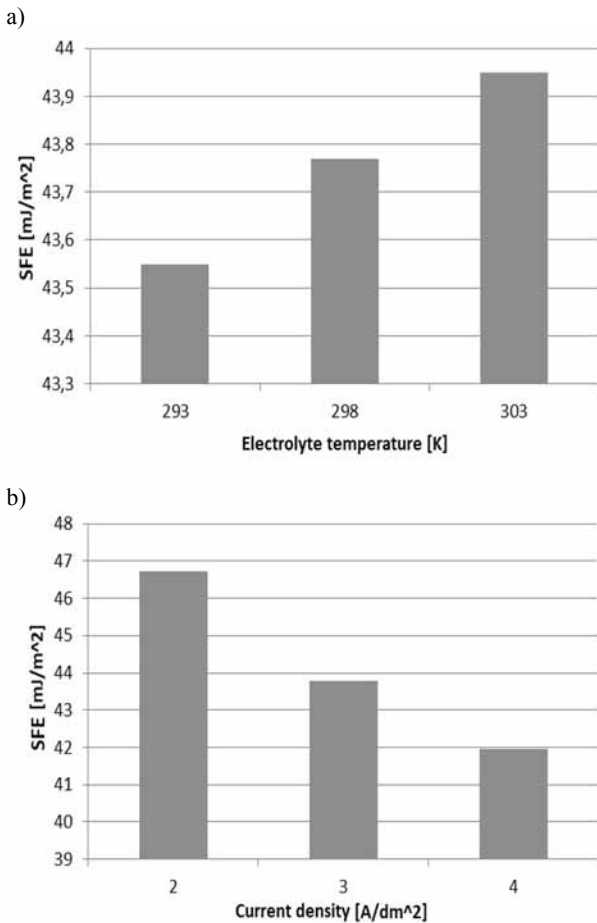 a)
44
43,9
43,8
43,7
43,6
43,5
43,4
43,3
SFE [mJ/m^2]
293 298 303
Electrolyte temperature [K]
b)
48
47
46
45
44
43
42
41
40
39
SFE [mJ/m^2]
2 3 4
Current density [A/dm^2]